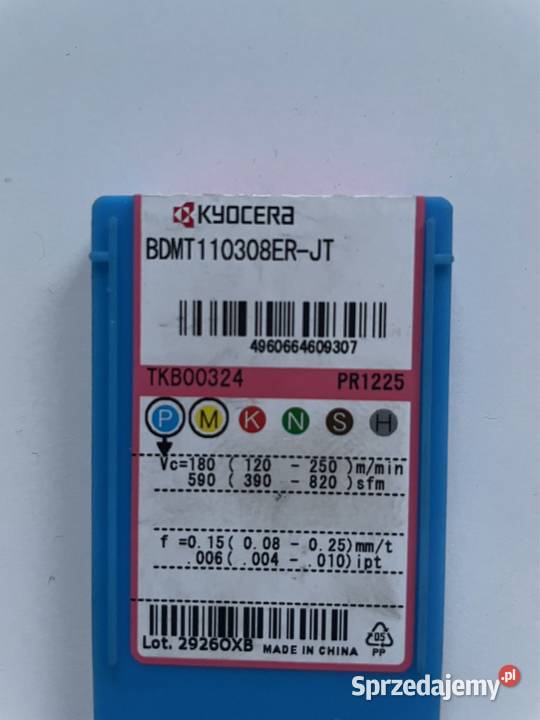 KYOCERA
BDMT110308ER-JT
4960664609307
TKB00324 PR1225
P M K N S H
Vc=180 ( 120 - 250 )m/min
590 ( 390 - 820 )sfm
f =0.15( 0.08 - 0.25)mm/t
.006( .004 - .010)ipt
Lot. 2926OXB MADE IN CHINA
05
PP
Sprzedajemy.pl